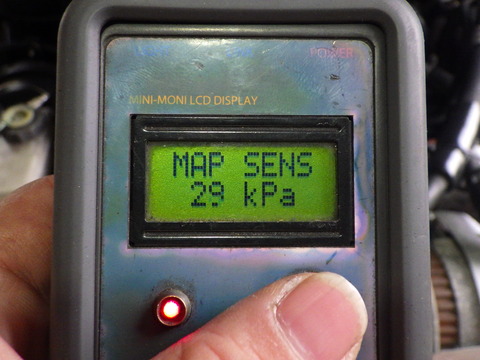 POWER
MINI-MONI LCD DISPLAY
MAP SENS
29 kPa